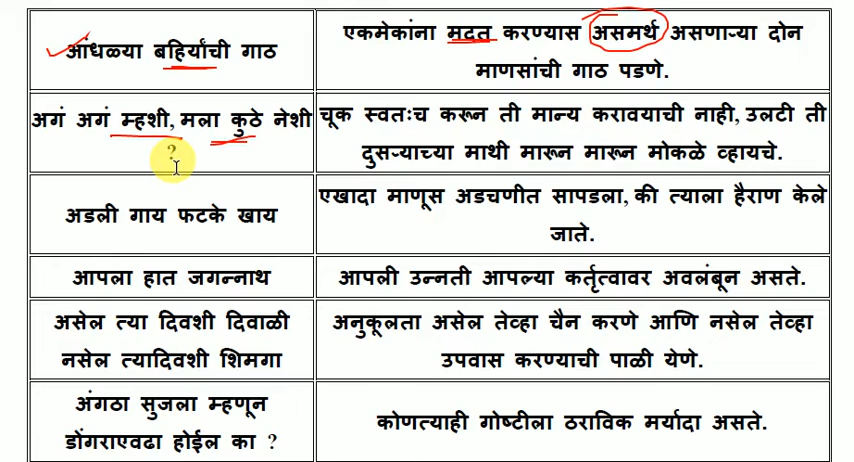 आंधळ्या बहिर्यांची गाठ
एकमेकांना मदत करण्यास असमर्थ असणाऱ्या दोन
माणसांची गाठ पडणे.
अगं अगं म्हशी, मला कुठे नेशी
?
चूक स्वतःच करून ती मान्य करावयाची नाही, उलटी ती
दुसऱ्याच्या माथी मारून मारून मोकळे व्हायचे.
अडली गाय फटके खाय
एखादा माणूस अडचणीत सापडला, की त्याला हैराण केले
जाते.
आपला हात जगन्नाथ
आपली उन्नती आपल्या कर्तृत्वावर अवलंबून असते.
असेल त्या दिवशी दिवाळी
नसेल त्यादिवशी शिमगा
अनुकूलता असेल तेव्हा चैन करणे आणि नसेल तेव्हा
उपवास करण्याची पाळी येणे.
अंगठा सुजला म्हणून
डोंगराएवढा होईल का ?
कोणत्याही गोष्टीला ठराविक मर्यादा असते.